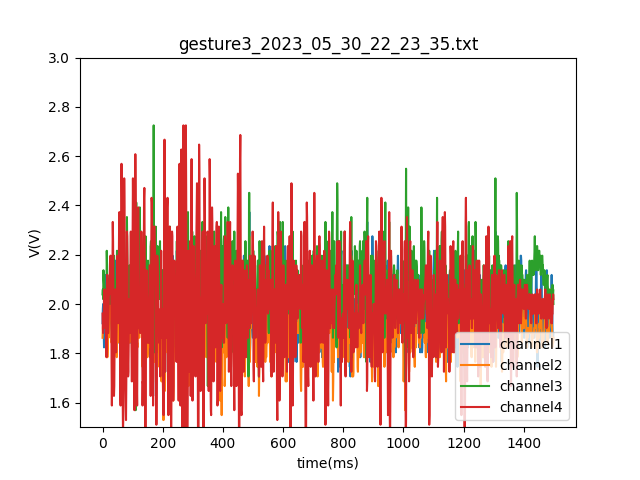 gesture3_2023_05_30_22_23_35.txt
3.0
2.8
2.6
2.4
2.2
2.0
1.8
1.6
V(V)
channel1
channel2
channel3
channel4
0 200 400 600 800 1000 1200 1400
time(ms)